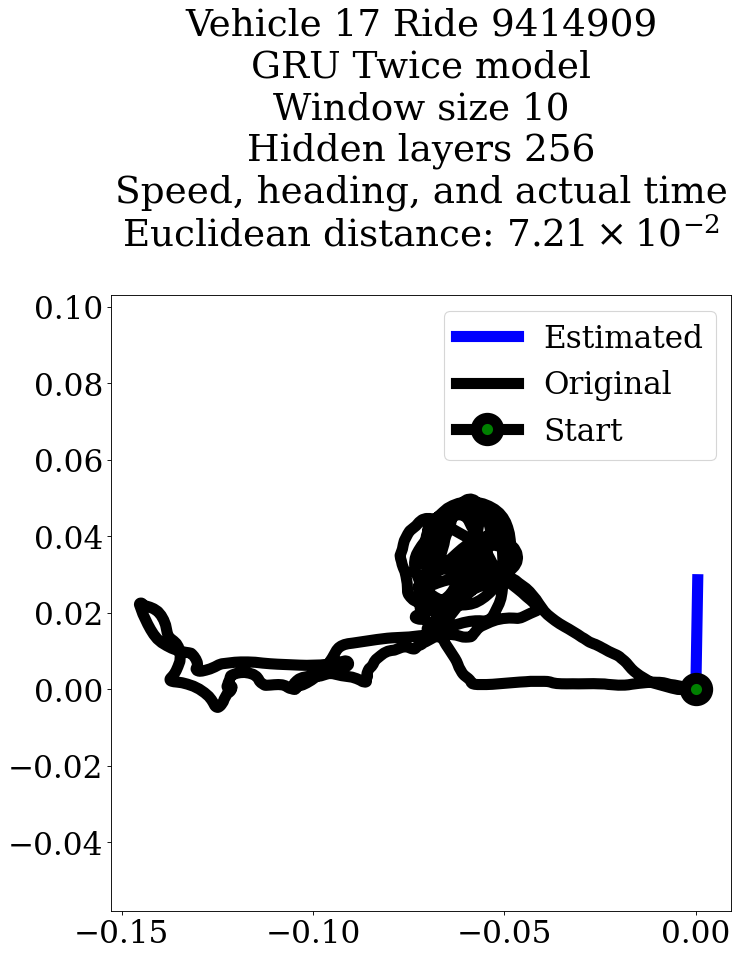 Vehicle 17 Ride 9414909
GRU Twice model
Window size 10
Hidden layers 256
Speed, heading, and actual time
Euclidean distance: 7.21 × 10⁻²
Estimated
Original
Start
0.10
0.08
0.06
0.04
0.02
0.00
−0.02
−0.04
−0.15 −0.10 −0.05 0.00